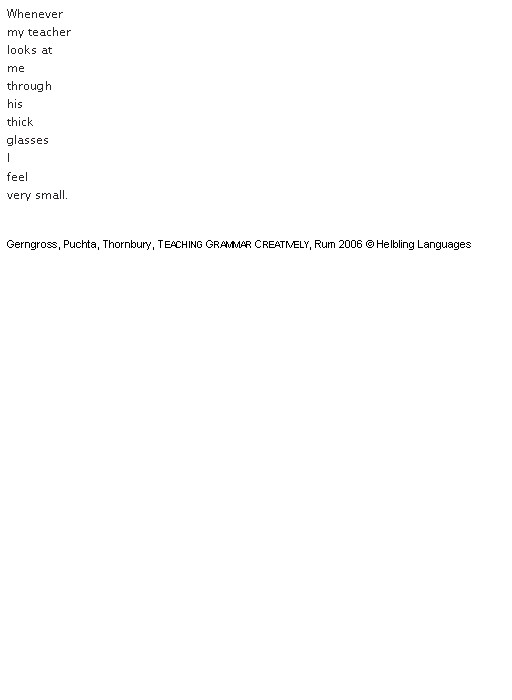 Whenever
my teacher
looks at
me
through
his
thick
glasses
I
feel
very small.
Gerngross, Puchta, Thornbury, TEACHING GRAMMAR CREATIVELY, Rum 2006 © Helbling Languages